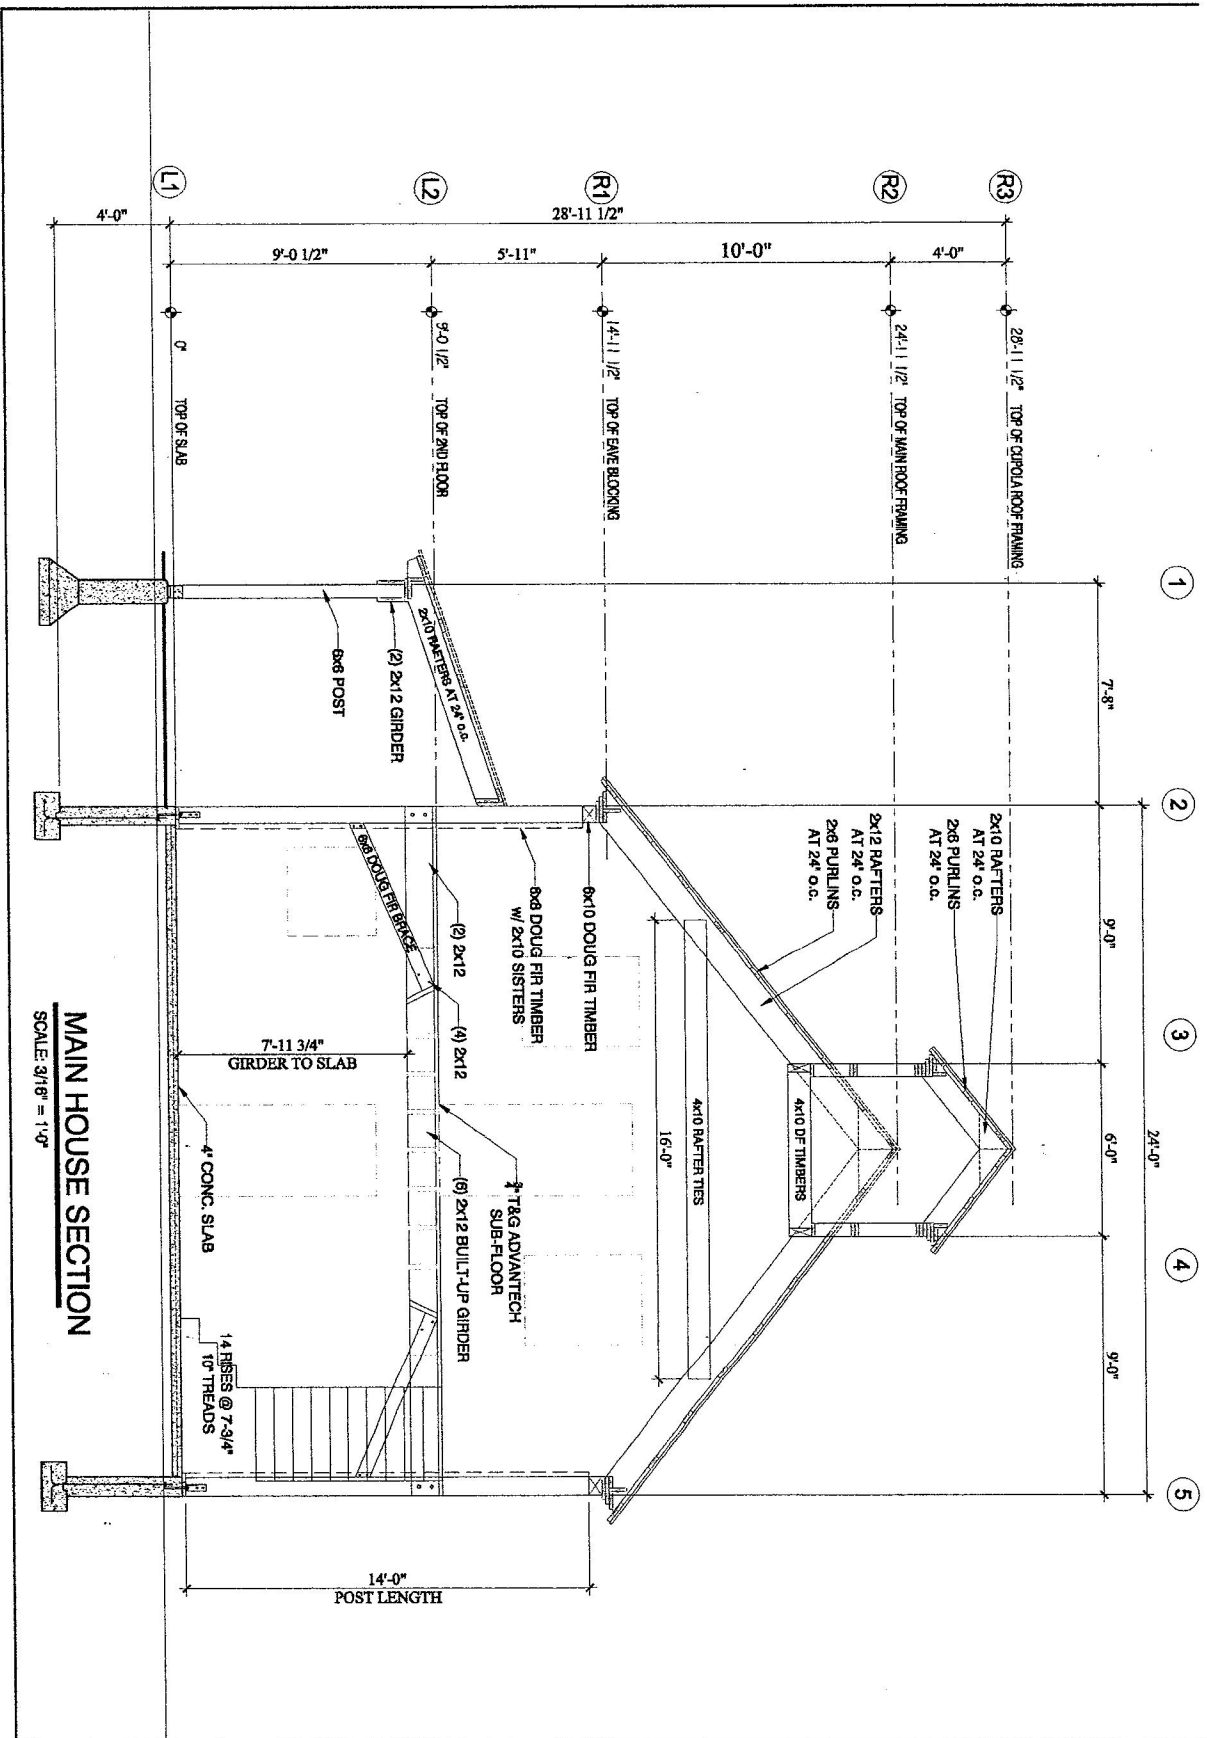 1
2
3
4
5
24'-0"
7'-8"
9'-0"
6'-0"
9'-0"
R3
R2
R1
L2
L1
28'-11 1/2"
4'-0"
10'-0"
5'-11"
9'-0 1/2"
4'-0"
28'-11 1/2" TOP OF CUPOLA ROOF FRAMING
24'-11 1/2" TOP OF MAIN ROOF FRAMING
14'-11 1/2" TOP OF EAVE BLOCKING
9'-0 1/2" TOP OF 2ND FLOOR
0" TOP OF SLAB
2x10 RAFTERS
AT 24" o.c.
2x6 PURLINS
AT 24" o.c.
2x12 RAFTERS
AT 24" o.c.
2x6 PURLINS
AT 24" o.c.
4x10 DF TIMBERS
4x10 RAFTER TIES
16'-0"
6x10 DOUG FIR TIMBER
6x8 DOUG FIR TIMBER
w/ 2x10 SISTERS
2x10 RAFTERS AT 24" o.c.
(2) 2x12 GIRDER
6x6 POST
(2) 2x12
(4) 2x12
6x6 DOUG FIR BRACE
3/4" T&G ADVANTECH
SUB-FLOOR
(6) 2x12 BUILT-UP GIRDER
7'-11 3/4"
GIRDER TO SLAB
4" CONC. SLAB
14 RISES @ 7-3/4"
10" TREADS
14'-0"
POST LENGTH
MAIN HOUSE SECTION
SCALE: 3/16" = 1'-0"